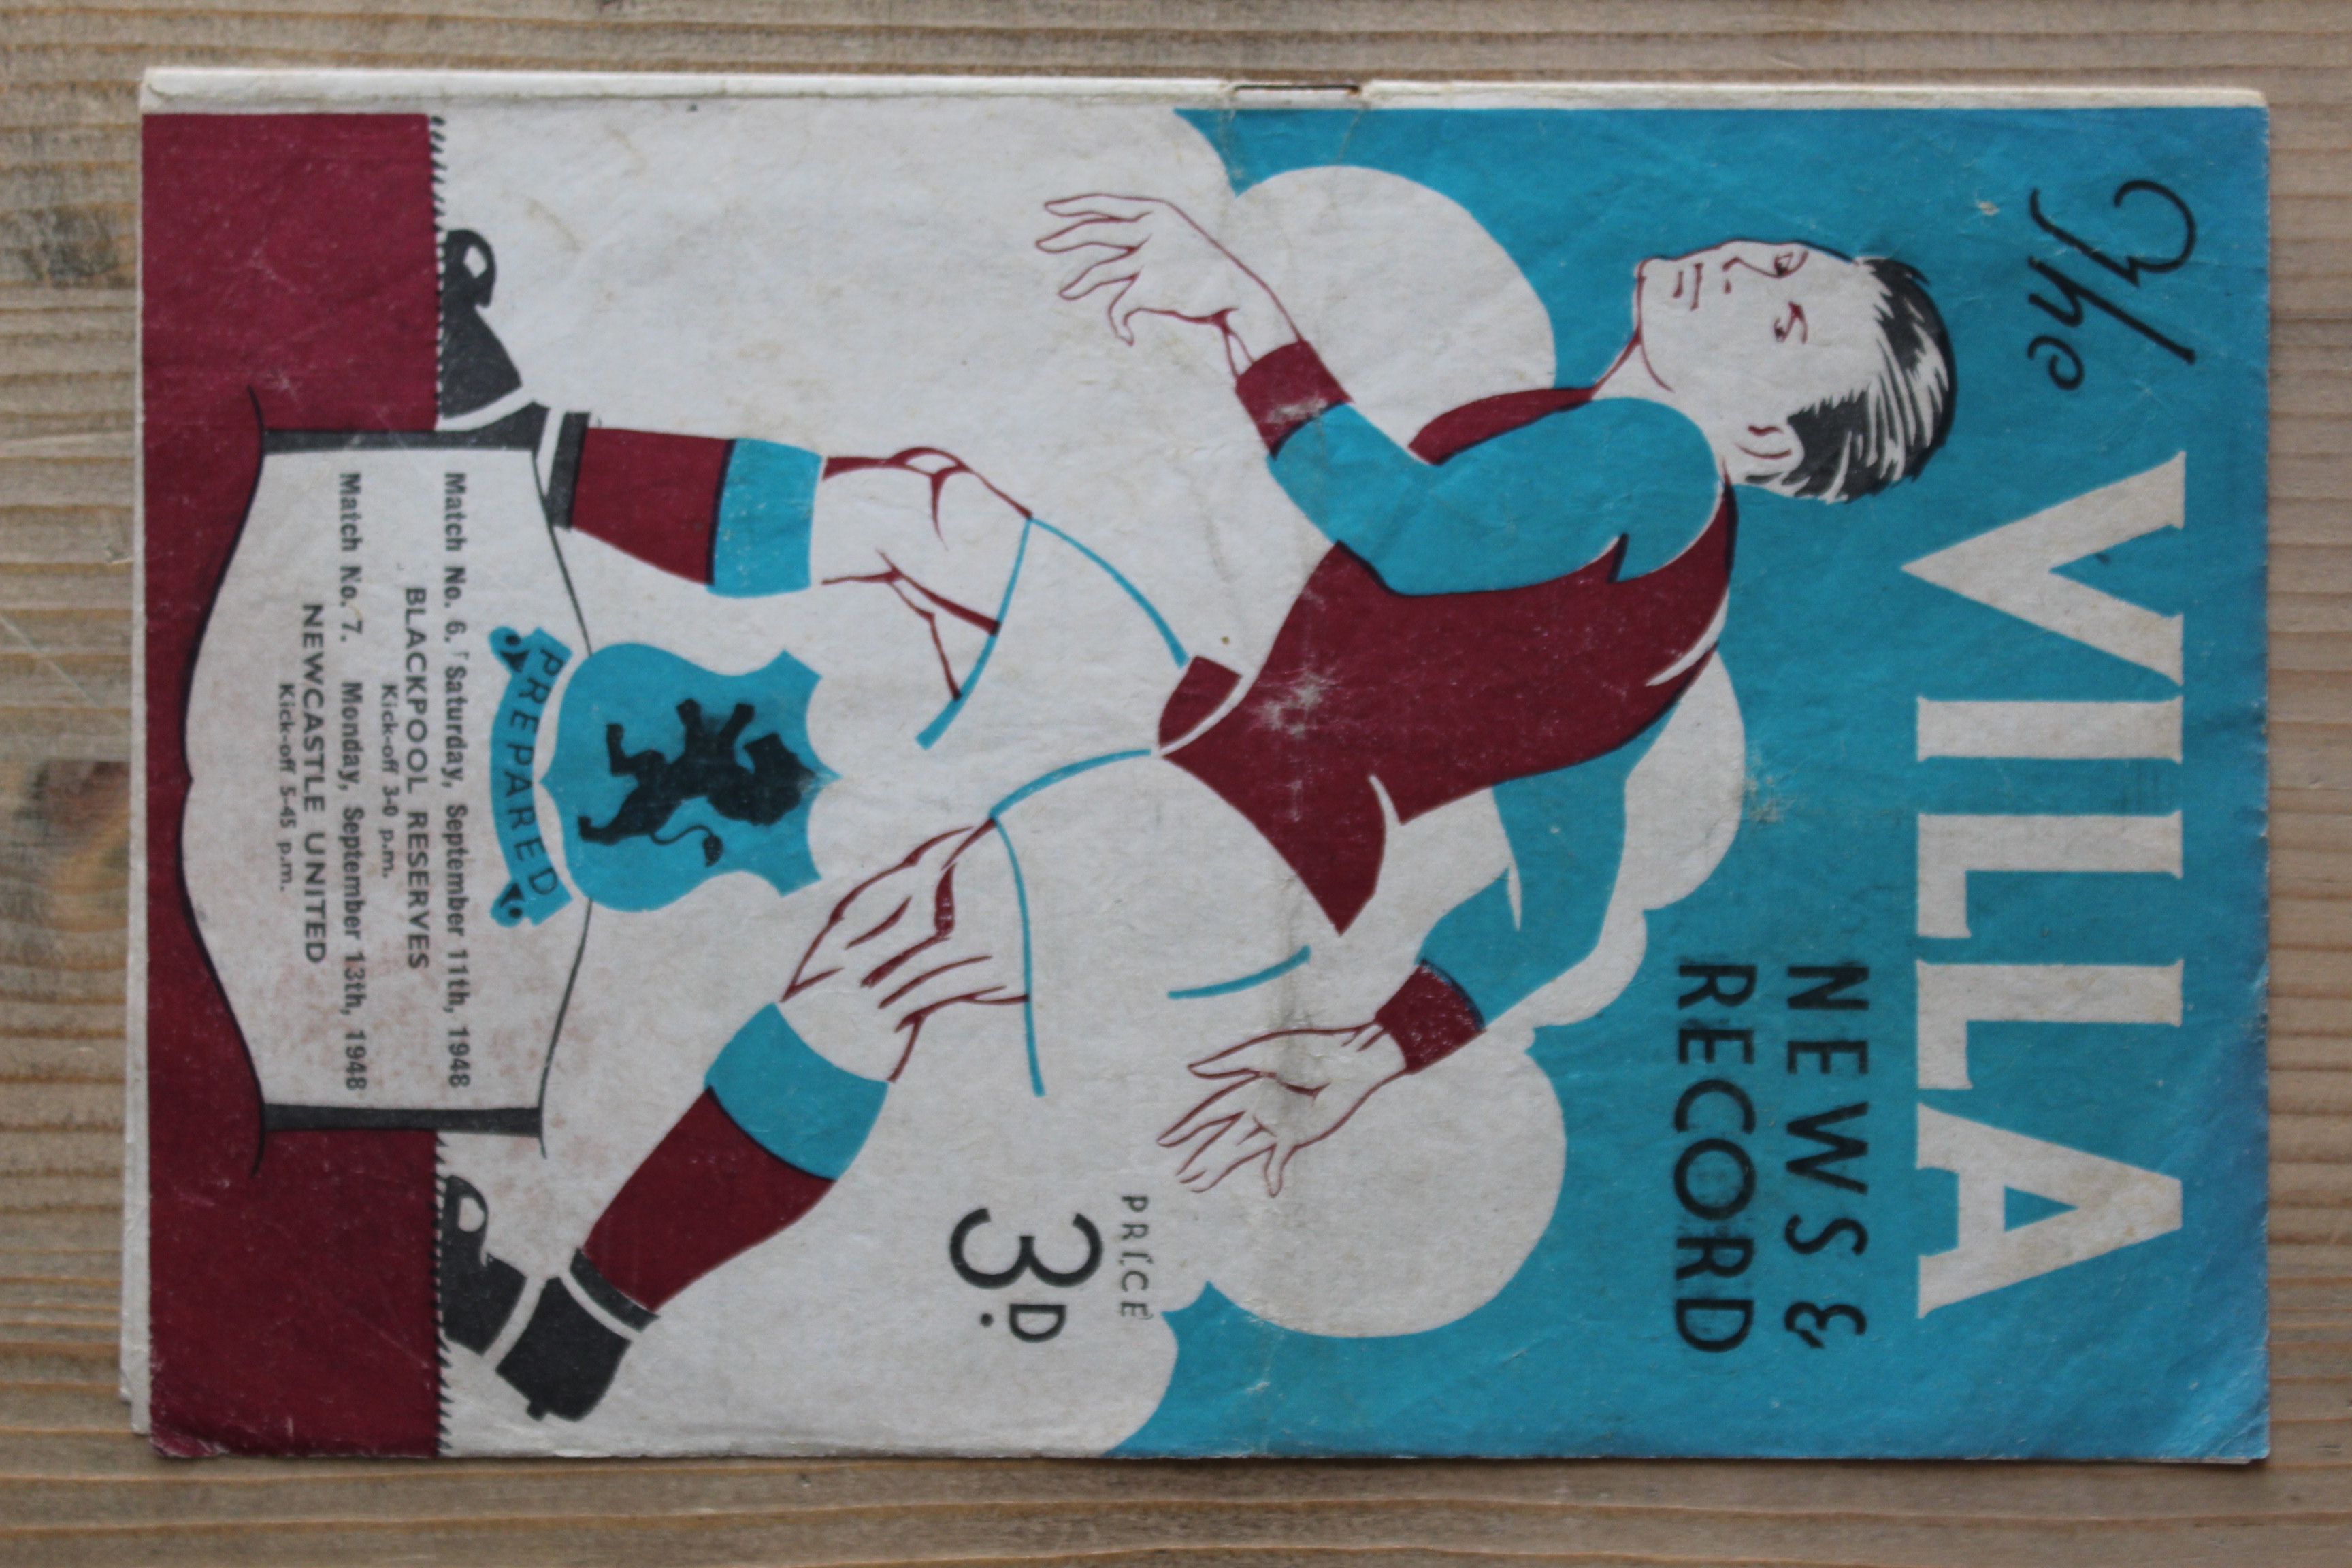 The
VILLA
NEWS &
RECORD
PRICE
3D.
PREPARED
Match No. 6. Saturday, September 11th, 1948
BLACKPOOL RESERVES
Kick-off 3-0 p.m.
Match No. 7. Monday, September 13th, 1948
NEWCASTLE UNITED
Kick-off 5-45 p.m.